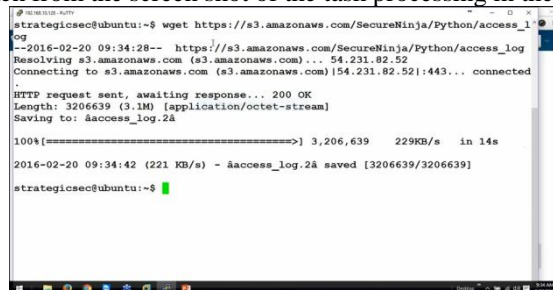 strategicsec@ubuntu:~$ wget https://s3.amazonaws.com/SecureNinja/Python/access_l
og
--2016-02-20 09:34:28-- https://s3.amazonaws.com/SecureNinja/Python/access_log
Resolving s3.amazonaws.com (s3.amazonaws.com)... 54.231.82.52
Connecting to s3.amazonaws.com (s3.amazonaws.com)|54.231.82.52|:443... connected
.
HTTP request sent, awaiting response... 200 OK
Length: 3206639 (3.1M) [application/octet-stream]
Saving to: âaccess_log.2â
100%[======================================>] 3,206,639 229KB/s in 14s
2016-02-20 09:34:42 (221 KB/s) - âaccess_log.2â saved [3206639/3206639]
strategicsec@ubuntu:~$